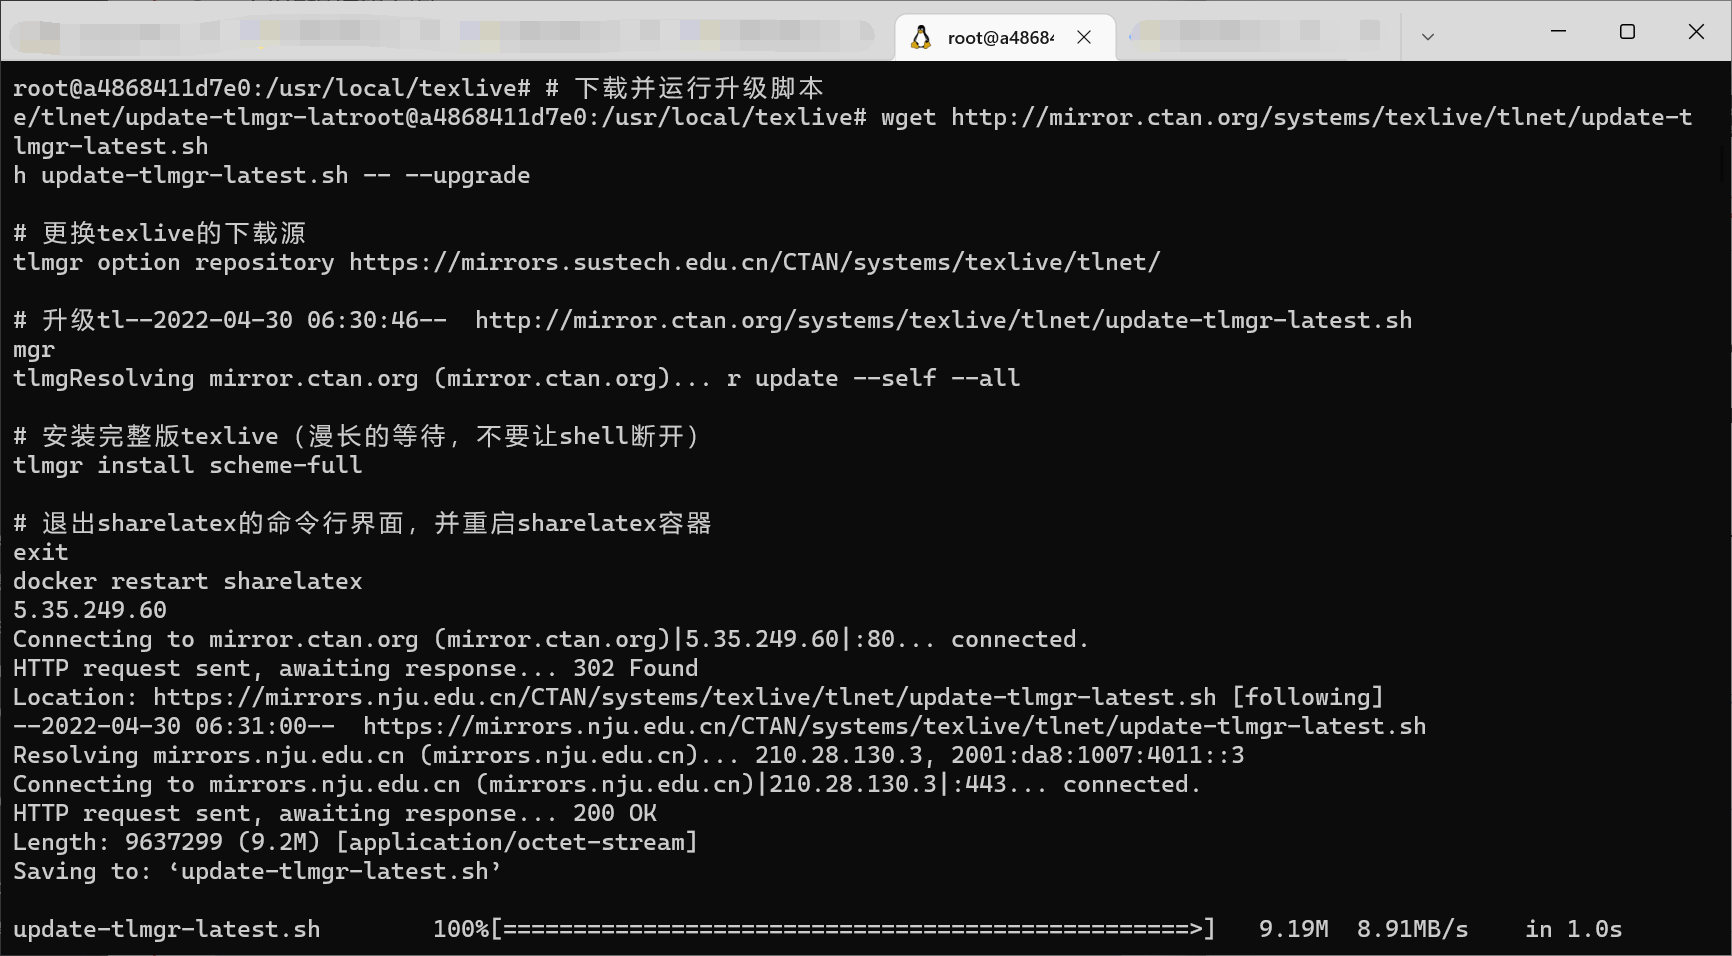 root@a4868
root@a4868411d7e0:/usr/local/texlive# # 下载并运行升级脚本
e/tlnet/update-tlmgr-latroot@a4868411d7e0:/usr/local/texlive# wget http://mirror.ctan.org/systems/texlive/tlnet/update-t
lmgr-latest.sh
h update-tlmgr-latest.sh -- --upgrade
# 更换texlive的下载源
tlmgr option repository https://mirrors.sustech.edu.cn/CTAN/systems/texlive/tlnet/
# 升级tl--2022-04-30 06:30:46--  http://mirror.ctan.org/systems/texlive/tlnet/update-tlmgr-latest.sh
mgr
tlmgResolving mirror.ctan.org (mirror.ctan.org)... r update --self --all
# 安装完整版texlive（漫长的等待，不要让shell断开）
tlmgr install scheme-full
# 退出sharelatex的命令行界面，并重启sharelatex容器
exit
docker restart sharelatex
5.35.249.60
Connecting to mirror.ctan.org (mirror.ctan.org)|5.35.249.60|:80... connected.
HTTP request sent, awaiting response... 302 Found
Location: https://mirrors.nju.edu.cn/CTAN/systems/texlive/tlnet/update-tlmgr-latest.sh [following]
--2022-04-30 06:31:00--  https://mirrors.nju.edu.cn/CTAN/systems/texlive/tlnet/update-tlmgr-latest.sh
Resolving mirrors.nju.edu.cn (mirrors.nju.edu.cn)... 210.28.130.3, 2001:da8:1007:4011::3
Connecting to mirrors.nju.edu.cn (mirrors.nju.edu.cn)|210.28.130.3|:443... connected.
HTTP request sent, awaiting response... 200 OK
Length: 9637299 (9.2M) [application/octet-stream]
Saving to: ‘update-tlmgr-latest.sh’
update-tlmgr-latest.sh        100%[=================================================>]   9.19M  8.91MB/s    in 1.0s